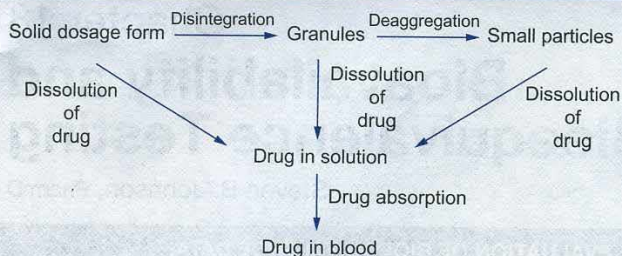 Disintegration
Deaggregation
Solid dosage form
Granules
Small particles
Dissolution
of
drug
Dissolution
of
drug
Dissolution
of
drug
Drug in solution
Drug absorption
Drug in blood